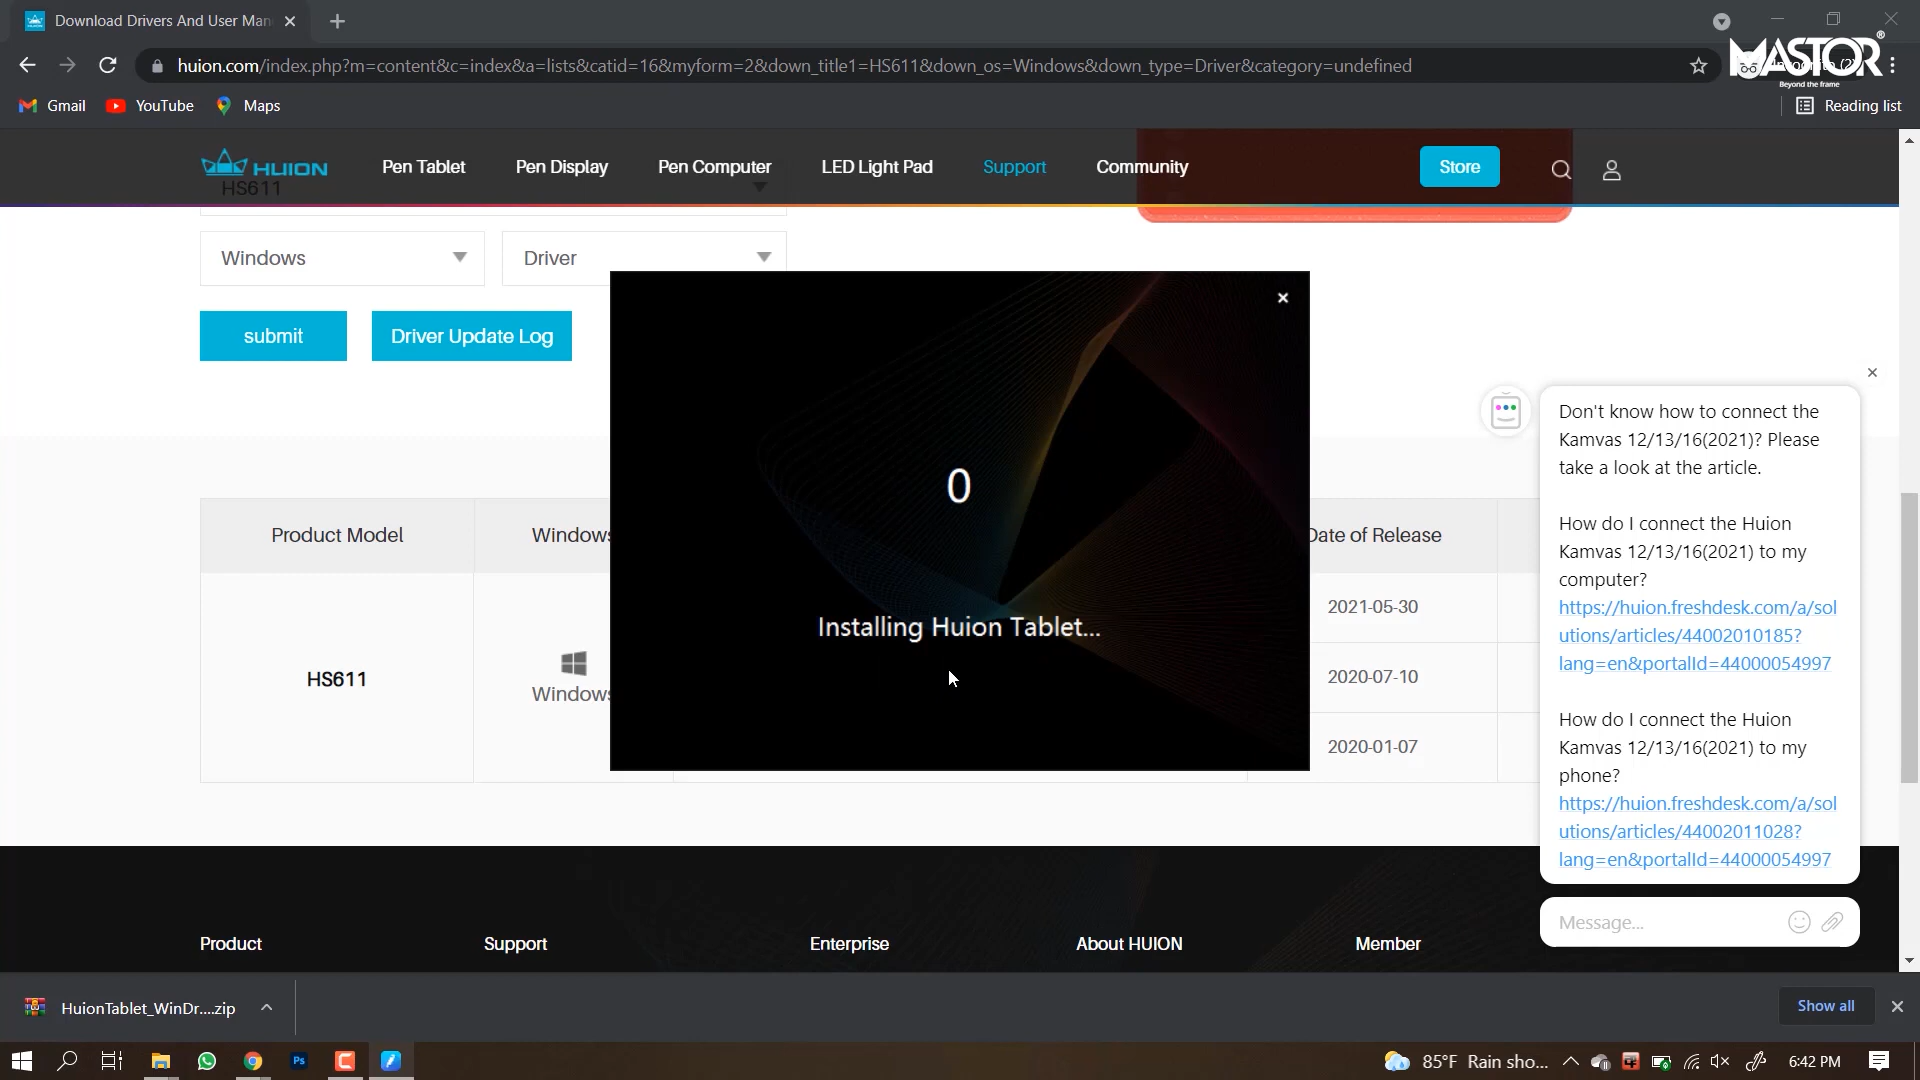 Download Drivers And User Man
huion.com/index.php?m=content&c=index&a=lists&catid=16&myform=2&down_title1=HS611&down_os=Windows&down_type=Driver&category=undefined
MASTOR®
Beyond the frame
Gmail
YouTube
Maps
Reading list
HUION
HS611
Pen Tablet
Pen Display
Pen Computer
LED Light Pad
Support
Community
Store
Windows
Driver
submit
Driver Update Log
0
Installing Huion Tablet...
Product Model
Windows
Date of Release
HS611
Windows
2021-05-30
2020-07-10
2020-01-07
Don't know how to connect the
Kamvas 12/13/16(2021)? Please
take a look at the article.
How do I connect the Huion
Kamvas 12/13/16(2021) to my
computer?
https://huion.freshdesk.com/a/sol
utions/articles/44002010185?
lang=en&portalId=44000054997
How do I connect the Huion
Kamvas 12/13/16(2021) to my
phone?
https://huion.freshdesk.com/a/sol
utions/articles/44002011028?
lang=en&portalId=44000054997
Message...
Product
Support
Enterprise
About HUION
Member
HuionTablet_WinDr....zip
Show all
Ps
85°F Rain sho...
6:42 PM